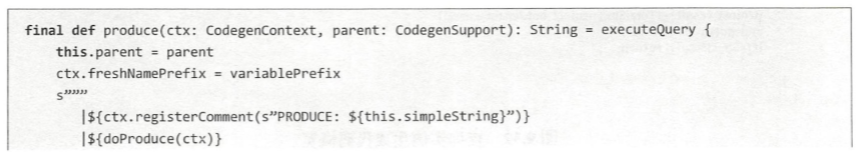 final def produce(ctx: CodegenContext, parent: CodegenSupport): String = executeQuery {
this.parent = parent
ctx.freshNamePrefix = variablePrefix
s”””
|${ctx.registerComment(s”PRODUCE: ${this.simpleString}”)}
|${doProduce(ctx)}